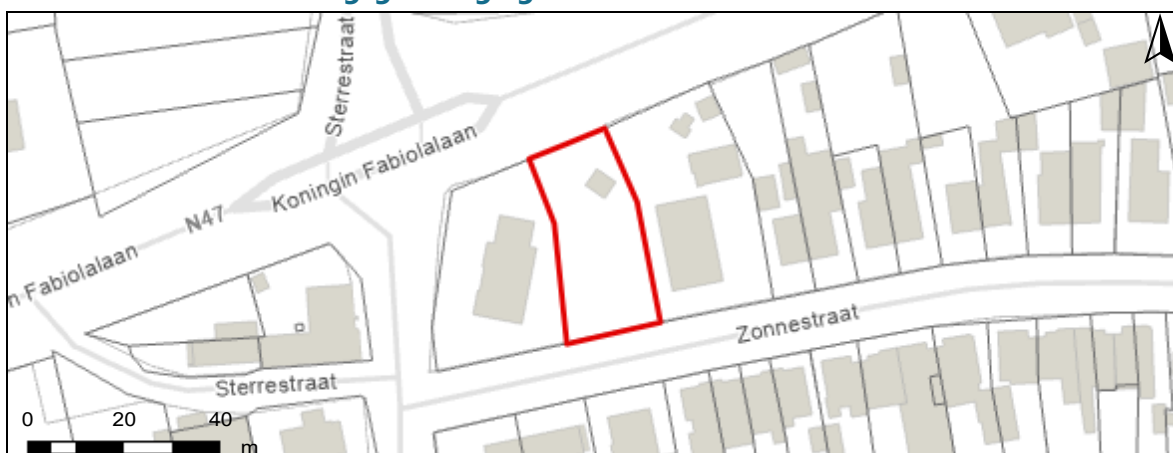 Sterrestraat
Koningin Fabiolalaan
N47
n Fabiolalaan
Zonnestraat
Sterrestraat
0 20 40
m